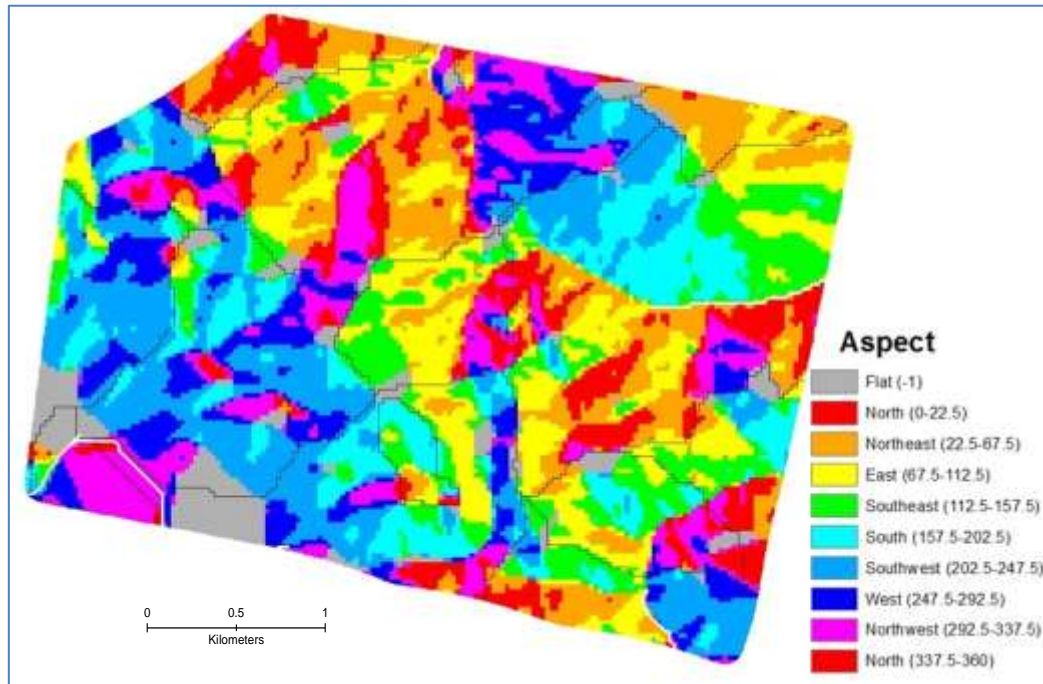 Aspect
Flat (-1)
North (0-22.5)
Northeast (22.5-67.5)
East (67.5-112.5)
Southeast (112.5-157.5)
South (157.5-202.5)
Southwest (202.5-247.5)
West (247.5-292.5)
Northwest (292.5-337.5)
North (337.5-360)
0 0.5 1
Kilometers